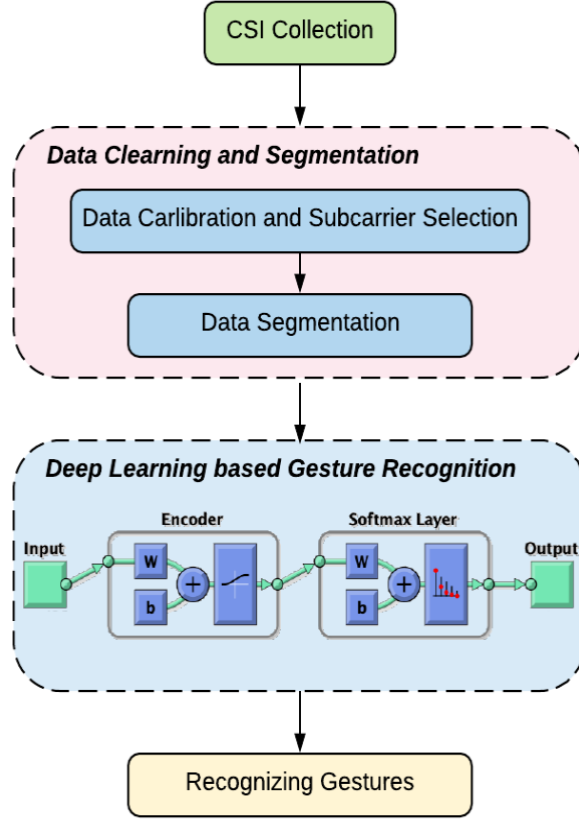 CSI Collection
Data Clearning and Segmentation
Data Carlibration and Subcarrier Selection
Data Segmentation
Deep Learning based Gesture Recognition
Encoder
Softmax Layer
Input
W
W
Output
b
b
Recognizing Gestures